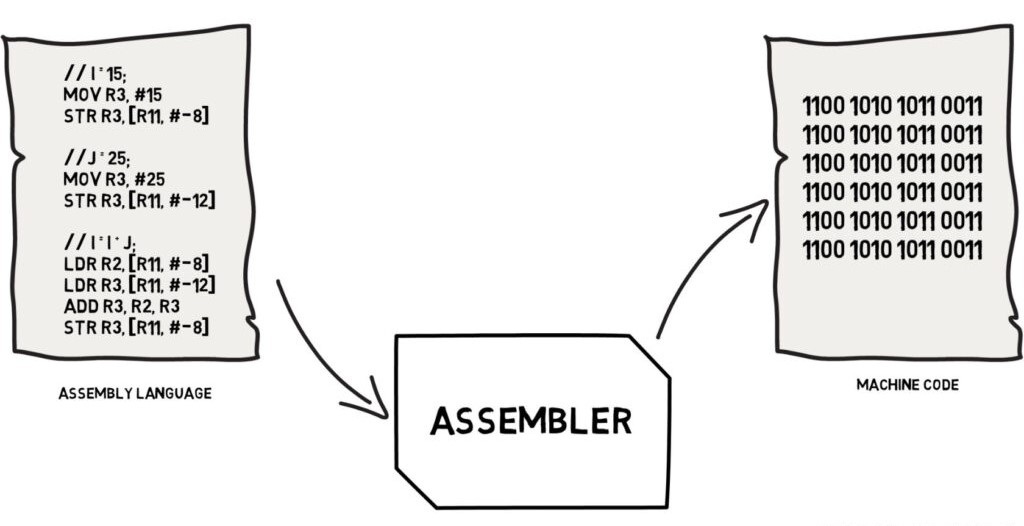 // I = 15;
MOV R3, #15
STR R3, [R11, #-8]
//J = 25;
MOV R3, #25
STR R3, [R11, #-12]
// I = I + J;
LDR R2, [R11, #-8]
LDR R3, [R11, #-12]
ADD R3, R2, R3
STR R3, [R11, #-8]
ASSEMBLY LANGUAGE
ASSEMBLER
1100 1010 1011 0011
1100 1010 1011 0011
1100 1010 1011 0011
1100 1010 1011 0011
1100 1010 1011 0011
1100 1010 1011 0011
MACHINE CODE